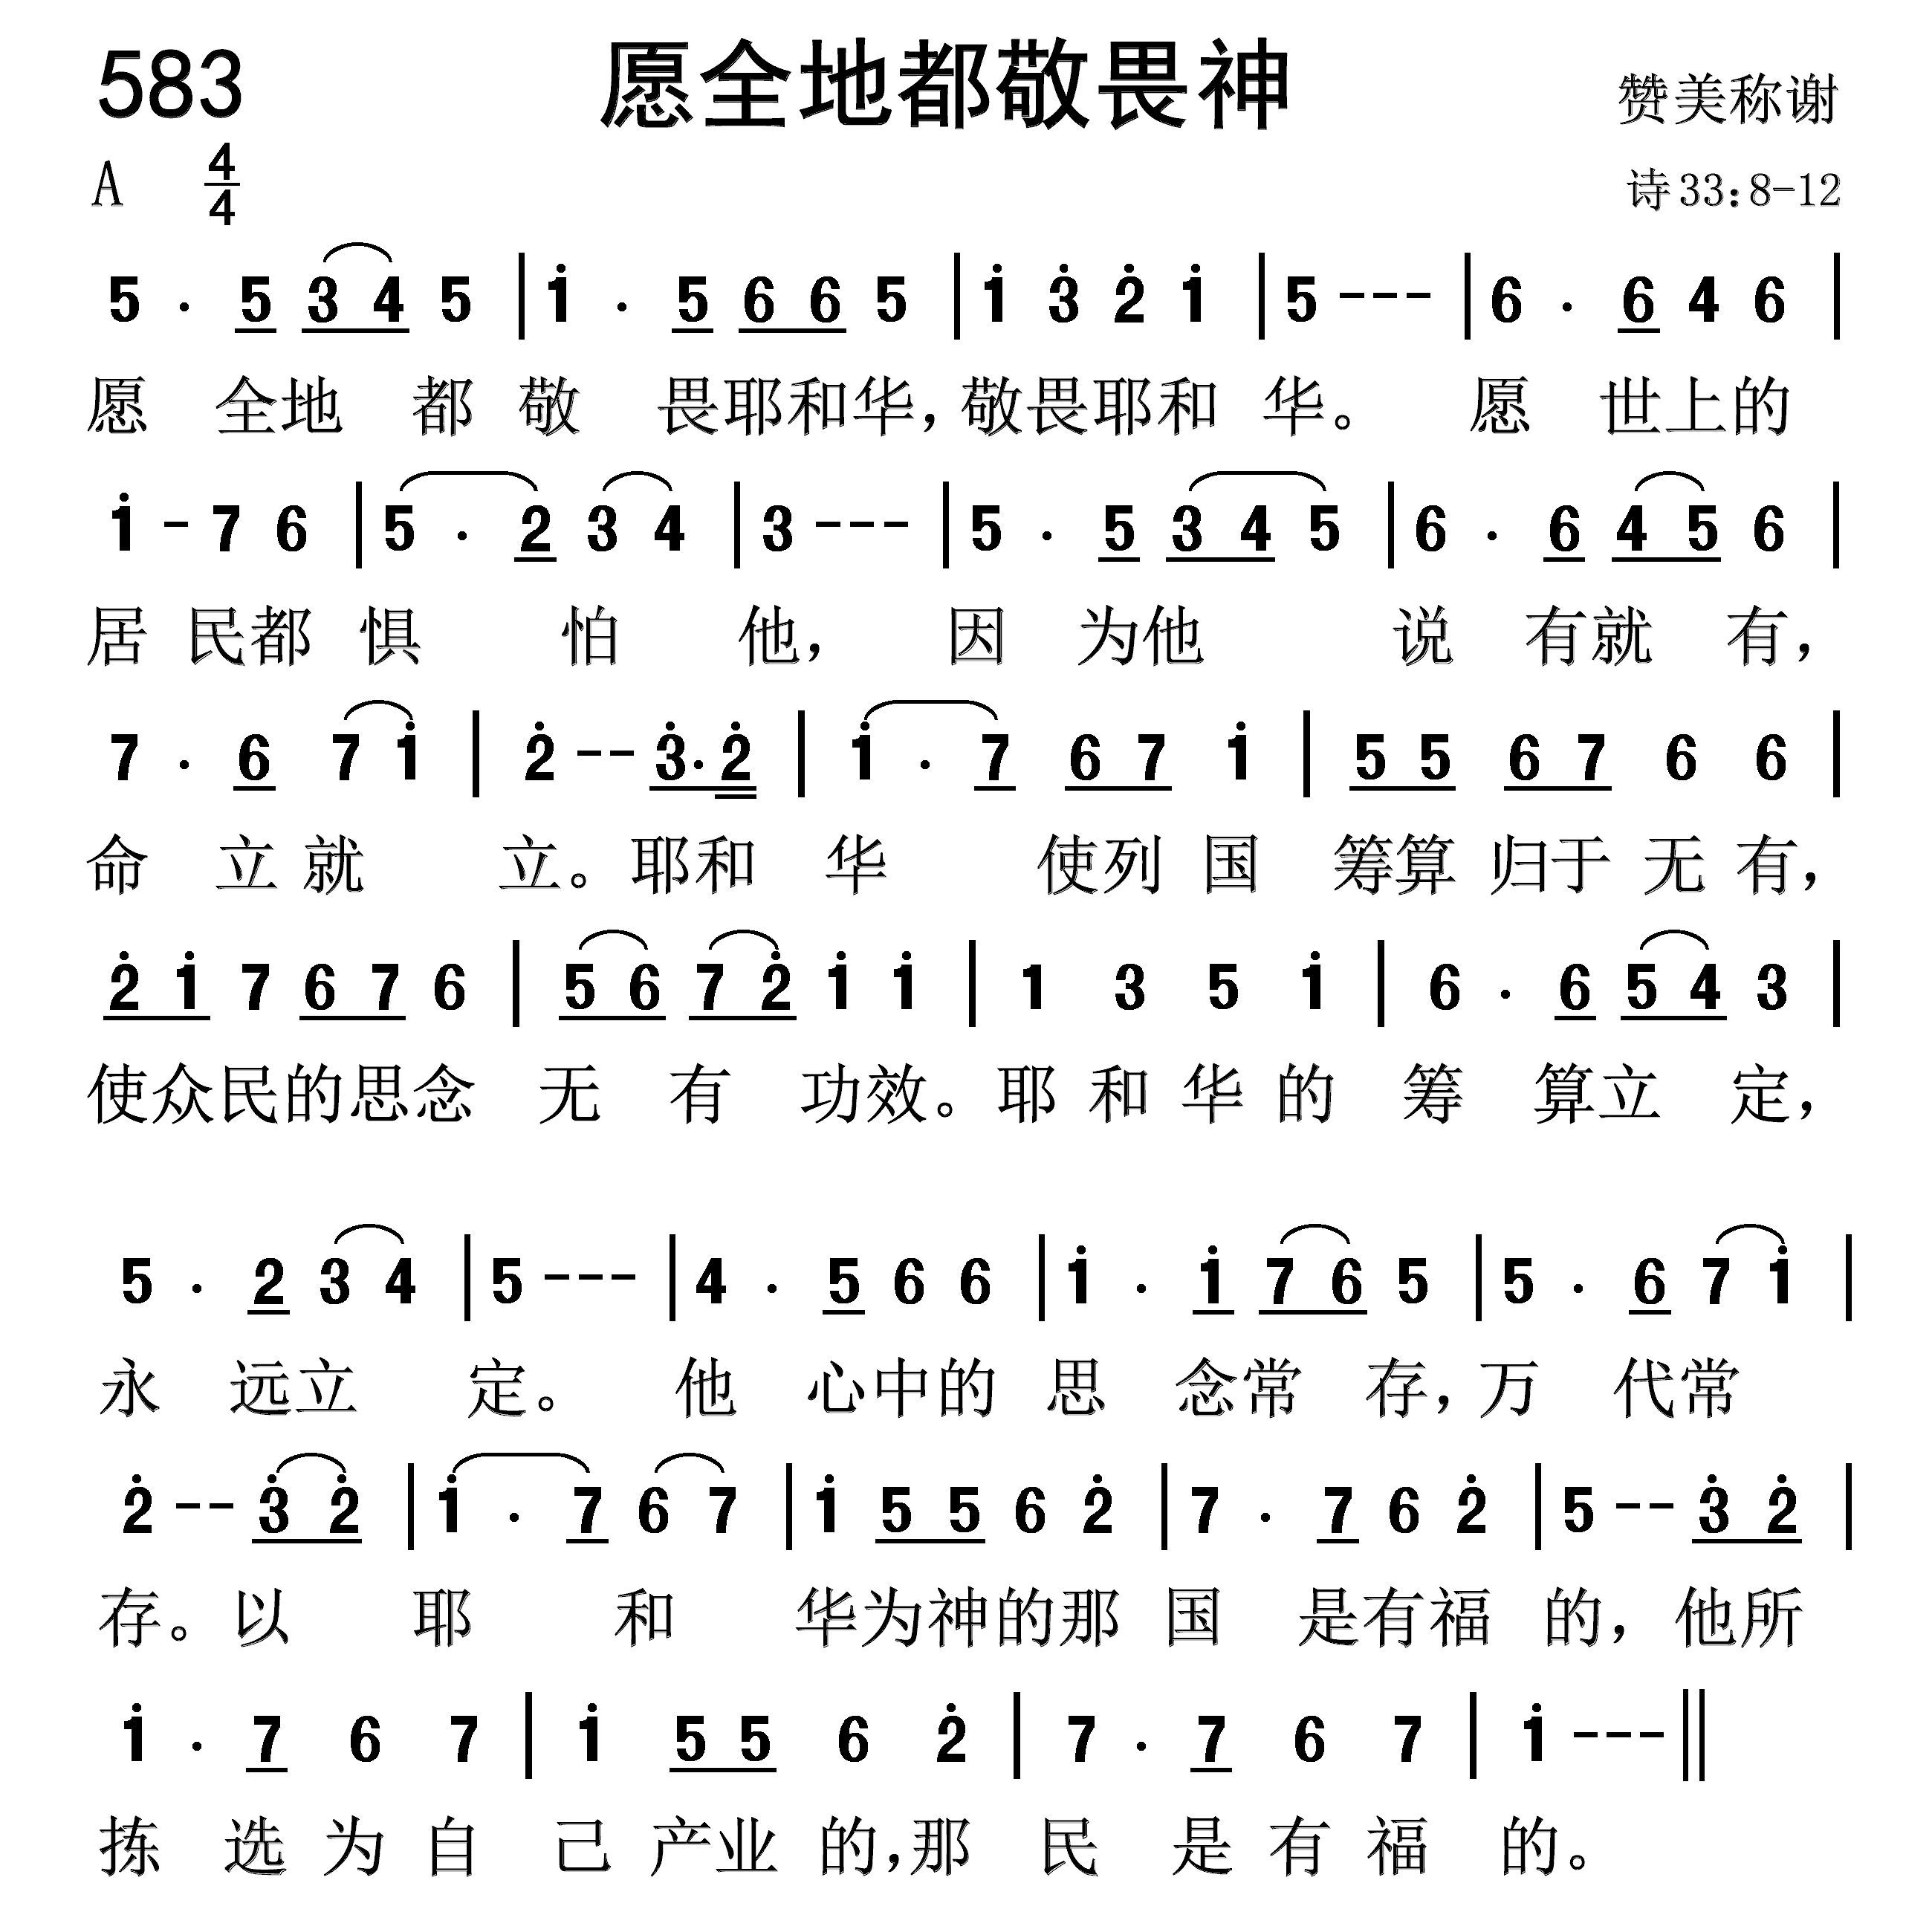 583 愿全地都敬畏神 赞美称谢
A 4/4 诗33:8-12
5 · 5 3 4 5 | i · 5 6 6 5 | i 3̇ 2̇ i | 5 - - - | 6 · 6 4 6 |
愿 全地 都 敬 畏耶和华,敬畏耶和 华。 愿 世上的
i - 7 6 | 5 · 2 3 4 | 3 - - - | 5 · 5 3 4 5 | 6 · 6 4 5 6 |
居 民都 惧 怕 他, 因 为他 说 有就 有,
7 · 6 7 i | 2̇ - - 3̇ · 2̇ | i · 7 6 7 i | 5 5 6 7 6 6 |
命 立 就 立。耶和 华 使列 国 筹算 归于 无 有,
2̇ i 7 6 7 6 | 5 6 7 2̇ i i | 1 3 5 i | 6 · 6 5 4 3 |
使众民的思念 无 有 功效。耶 和 华 的 筹 算立 定,
5 · 2 3 4 | 5 - - - | 4 · 5 6 6 | i · i 7 6 5 | 5 · 6 7 i |
永 远立 定。 他 心中的 思 念常 存,万 代常
2̇ - - 3̇ 2̇ | i · 7 6 7 | i 5 5 6 2̇ | 7 · 7 6 2̇ | 5 - - 3̇ 2̇ |
存。以 耶 和 华为神的那 国 是有福 的, 他所
i · 7 6 7 | i 5 5 6 2̇ | 7 · 7 6 7 | i - - - ‖
拣 选 为 自 己 产业 的,那 民 是 有 福 的。